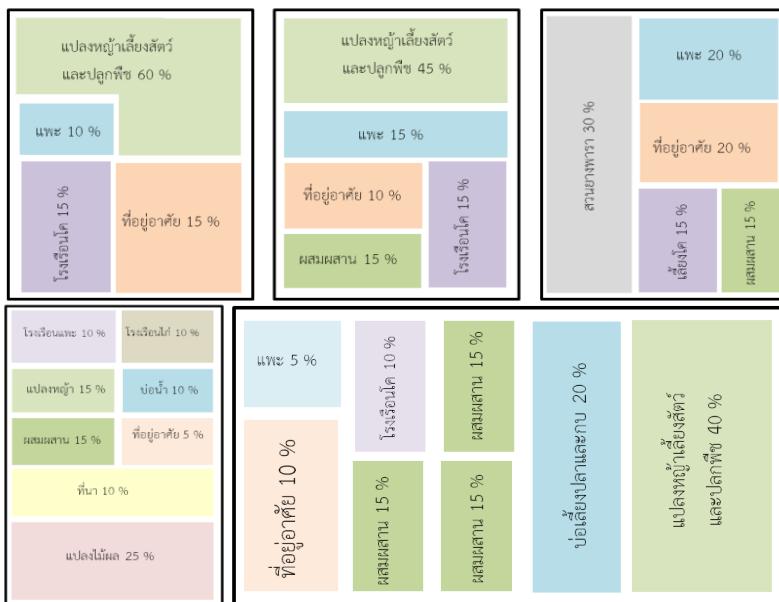 แปลงหญ้าเลี้ยงสัตว์
และปลูกพืช 60 %
แพะ 10 %
โรงเรือนโค 15 %
ที่อยู่อาศัย 15 %
แปลงหญ้าเลี้ยงสัตว์
และปลูกพืช 45 %
แพะ 15 %
ที่อยู่อาศัย 10 %
ผสมผสาน 15 %
โรงเรือนโค 15 %
สวนยางพารา 30 %
แพะ 20 %
ที่อยู่อาศัย 20 %
เลี้ยงโค 15 %
ผสมผสาน 15 %
โรงเรือนแพะ 10 %
โรงเรือนไก่ 10 %
แปลงหญ้า 15 %
บ่อน้ำ 10 %
ผสมผสาน 15 %
ที่อยู่อาศัย 5 %
ที่นา 10 %
แปลงไม้ผล 25 %
แพะ 5 %
ที่อยู่อาศัย 10 %
โรงเรือนโค 10 %
ผสมผสาน 15 %
ผสมผสาน 15 %
ผสมผสาน 15 %
บ่อเลี้ยงปลาและกบ 20 %
แปลงหญ้าเลี้ยงสัตว์
และปลูกพืช 40 %